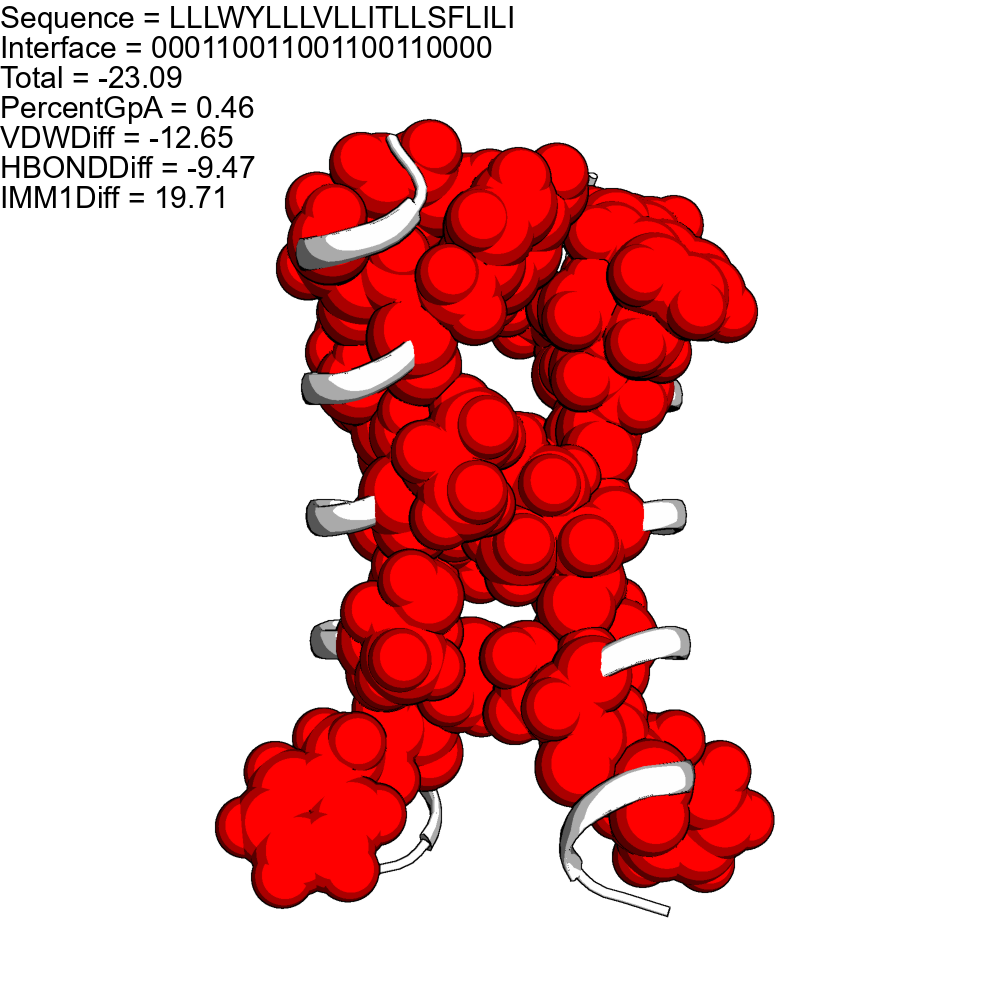 Sequence = LLLWYLLLVLLITLLSFLILI
Interface = 000110011001100110000
Total = -23.09
PercentGpA = 0.46
VDWDiff = -12.65
HBONDDiff = -9.47
IMM1Diff = 19.71